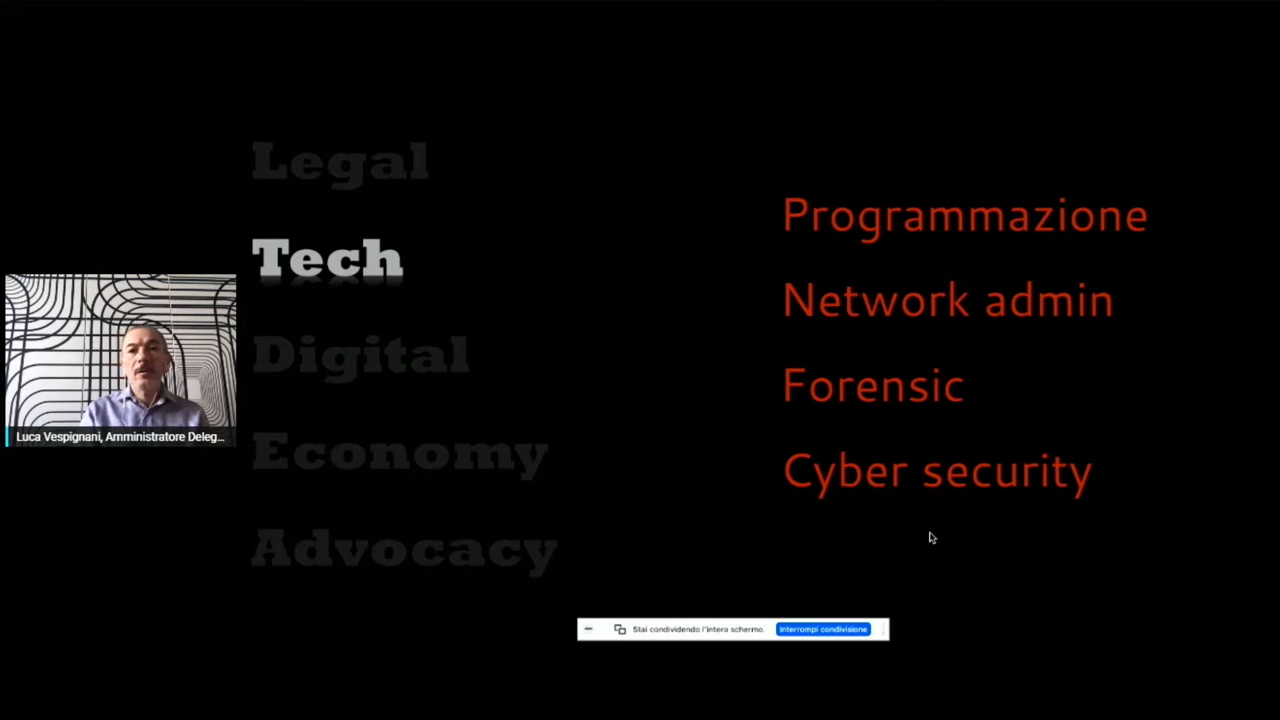 Legal
Tech
Digital
Economy
Advocacy
Programmazione
Network admin
Forensic
Cyber security
Luca Vespignani, Amministratore Deleg...
Stai condividendo l'intera schermo.
Interrompi condivisione